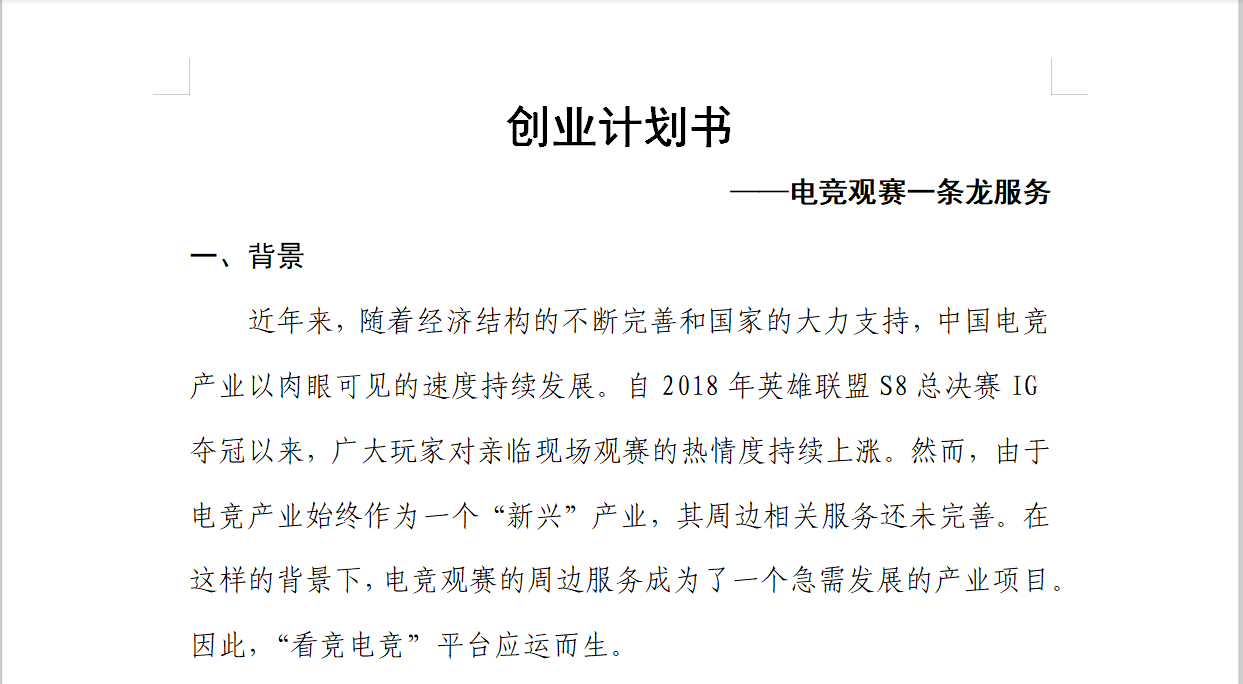 创业计划书
——电竞观赛一条龙服务
一、背景
近年来，随着经济结构的不断完善和国家的大力支持，中国电竞
产业以肉眼可见的速度持续发展。自 2018 年英雄联盟 S8 总决赛 IG
夺冠以来，广大玩家对亲临现场观赛的热情度持续上涨。然而，由于
电竞产业始终作为一个“新兴”产业，其周边相关服务还未完善。在
这样的背景下，电竞观赛的周边服务成为了一个急需发展的产业项目。
因此，“看竞电竞”平台应运而生。